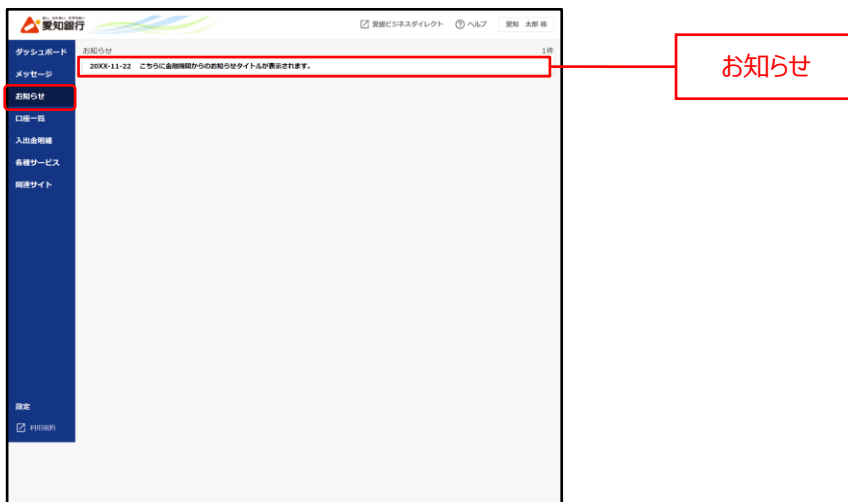 愛知銀行
愛銀ビジネスダイレクト ヘルプ 愛知 太郎 様
ダッシュボード
メッセージ
お知らせ
口座一覧
入出金明細
各種サービス
関連サイト
設定
利用規約
お知らせ 1件
20XX-11-22 こちらに金融機関からのお知らせタイトルが表示されます。
お知らせ